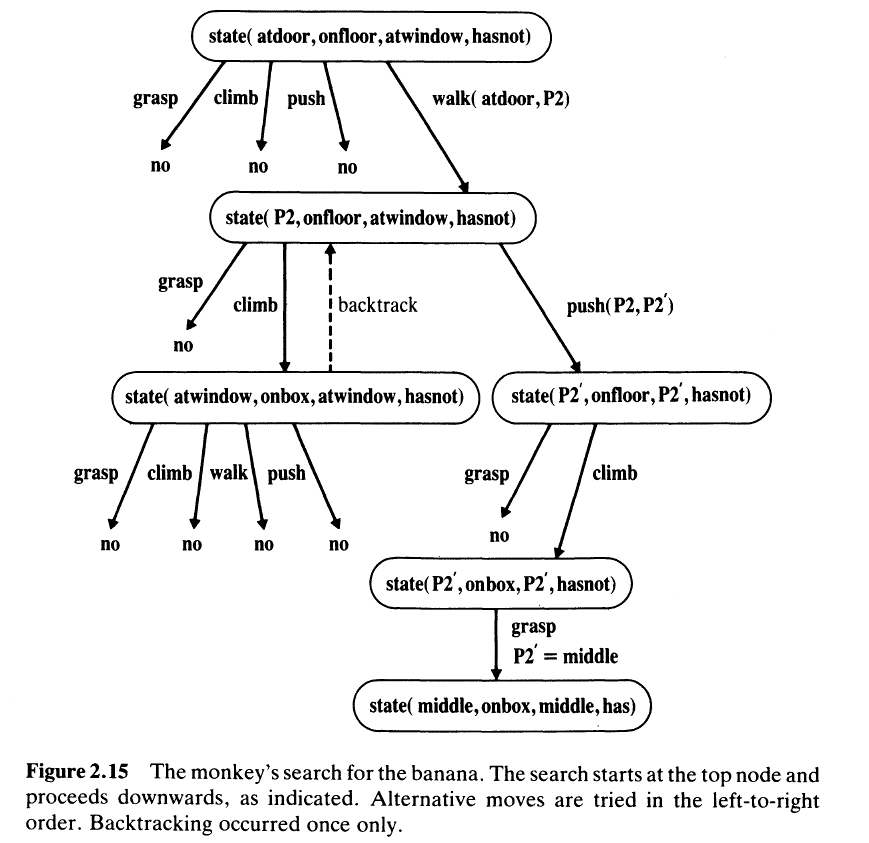 state( atdoor, onfloor, atwindow, hasnot)
grasp climb push walk( atdoor, P2)
no no no
state( P2, onfloor, atwindow, hasnot)
grasp
climb backtrack push(P2, P2′)
no
state( atwindow, onbox, atwindow, hasnot) state( P2′, onfloor, P2′, hasnot)
grasp climb walk push grasp climb
no no no no no
state( P2′, onbox, P2′, hasnot)
grasp
P2′ = middle
state( middle, onbox, middle, has)
Figure 2.15 The monkey's search for the banana. The search starts at the top node and
proceeds downwards, as indicated. Alternative moves are tried in the left-to-right
order. Backtracking occurred once only.